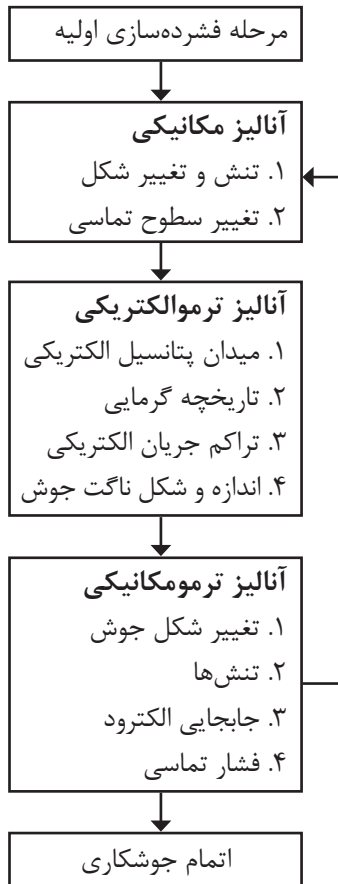 مرحله فشرده‌سازی اولیه
آنالیز مکانیکی
۱. تنش و تغییر شکل
۲. تغییر سطوح تماسی
آنالیز ترموالکتریکی
۱. میدان پتانسیل الکتریکی
۲. تاریخچه گرمایی
۳. تراکم جریان الکتریکی
۴. اندازه و شکل ناگت جوش
آنالیز ترمومکانیکی
۱. تغییر شکل جوش
۲. تنش‌ها
۳. جابجایی الکترود
۴. فشار تماسی
اتمام جوشکاری